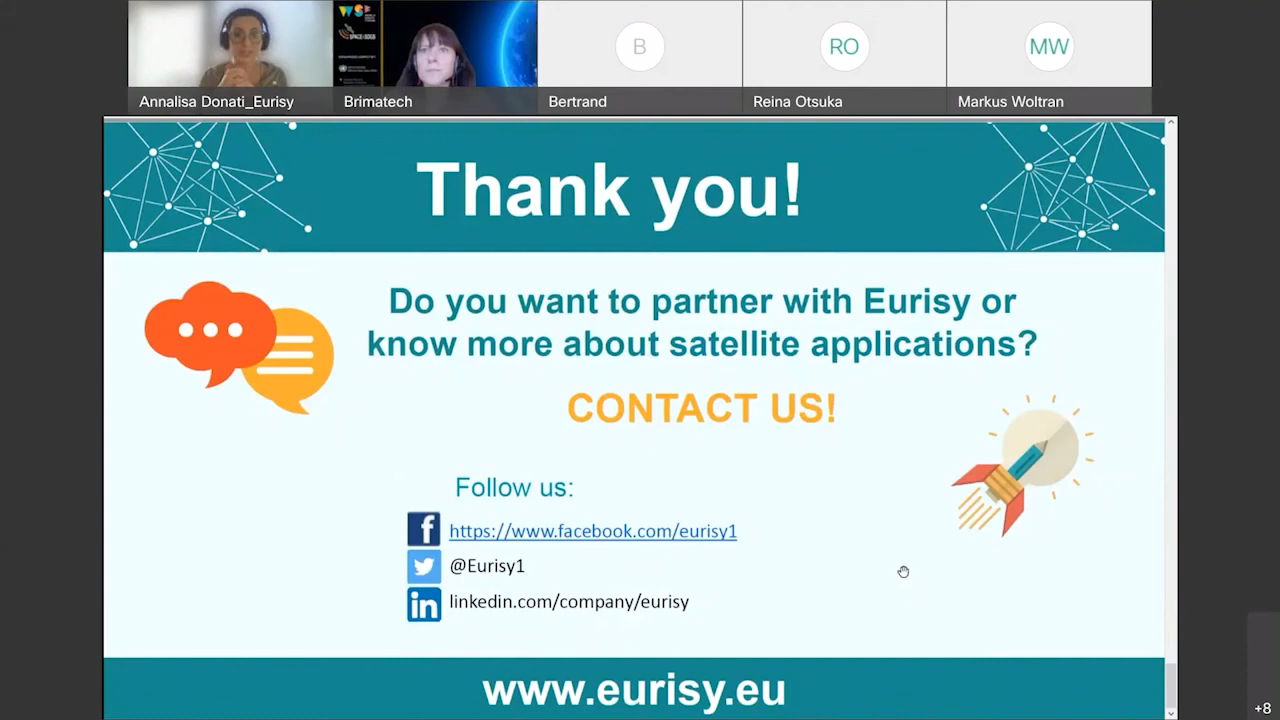 WSF
SPACE4SDGS
B
RO
MW
Annalisa Donati_Eurisy
Brimatech
Bertrand
Reina Otsuka
Markus Woltran
Thank you!
Do you want to partner with Eurisy or
know more about satellite applications?
CONTACT US!
Follow us:
https://www.facebook.com/eurisy1
@Eurisy1
linkedin.com/company/eurisy
www.eurisy.eu
+8